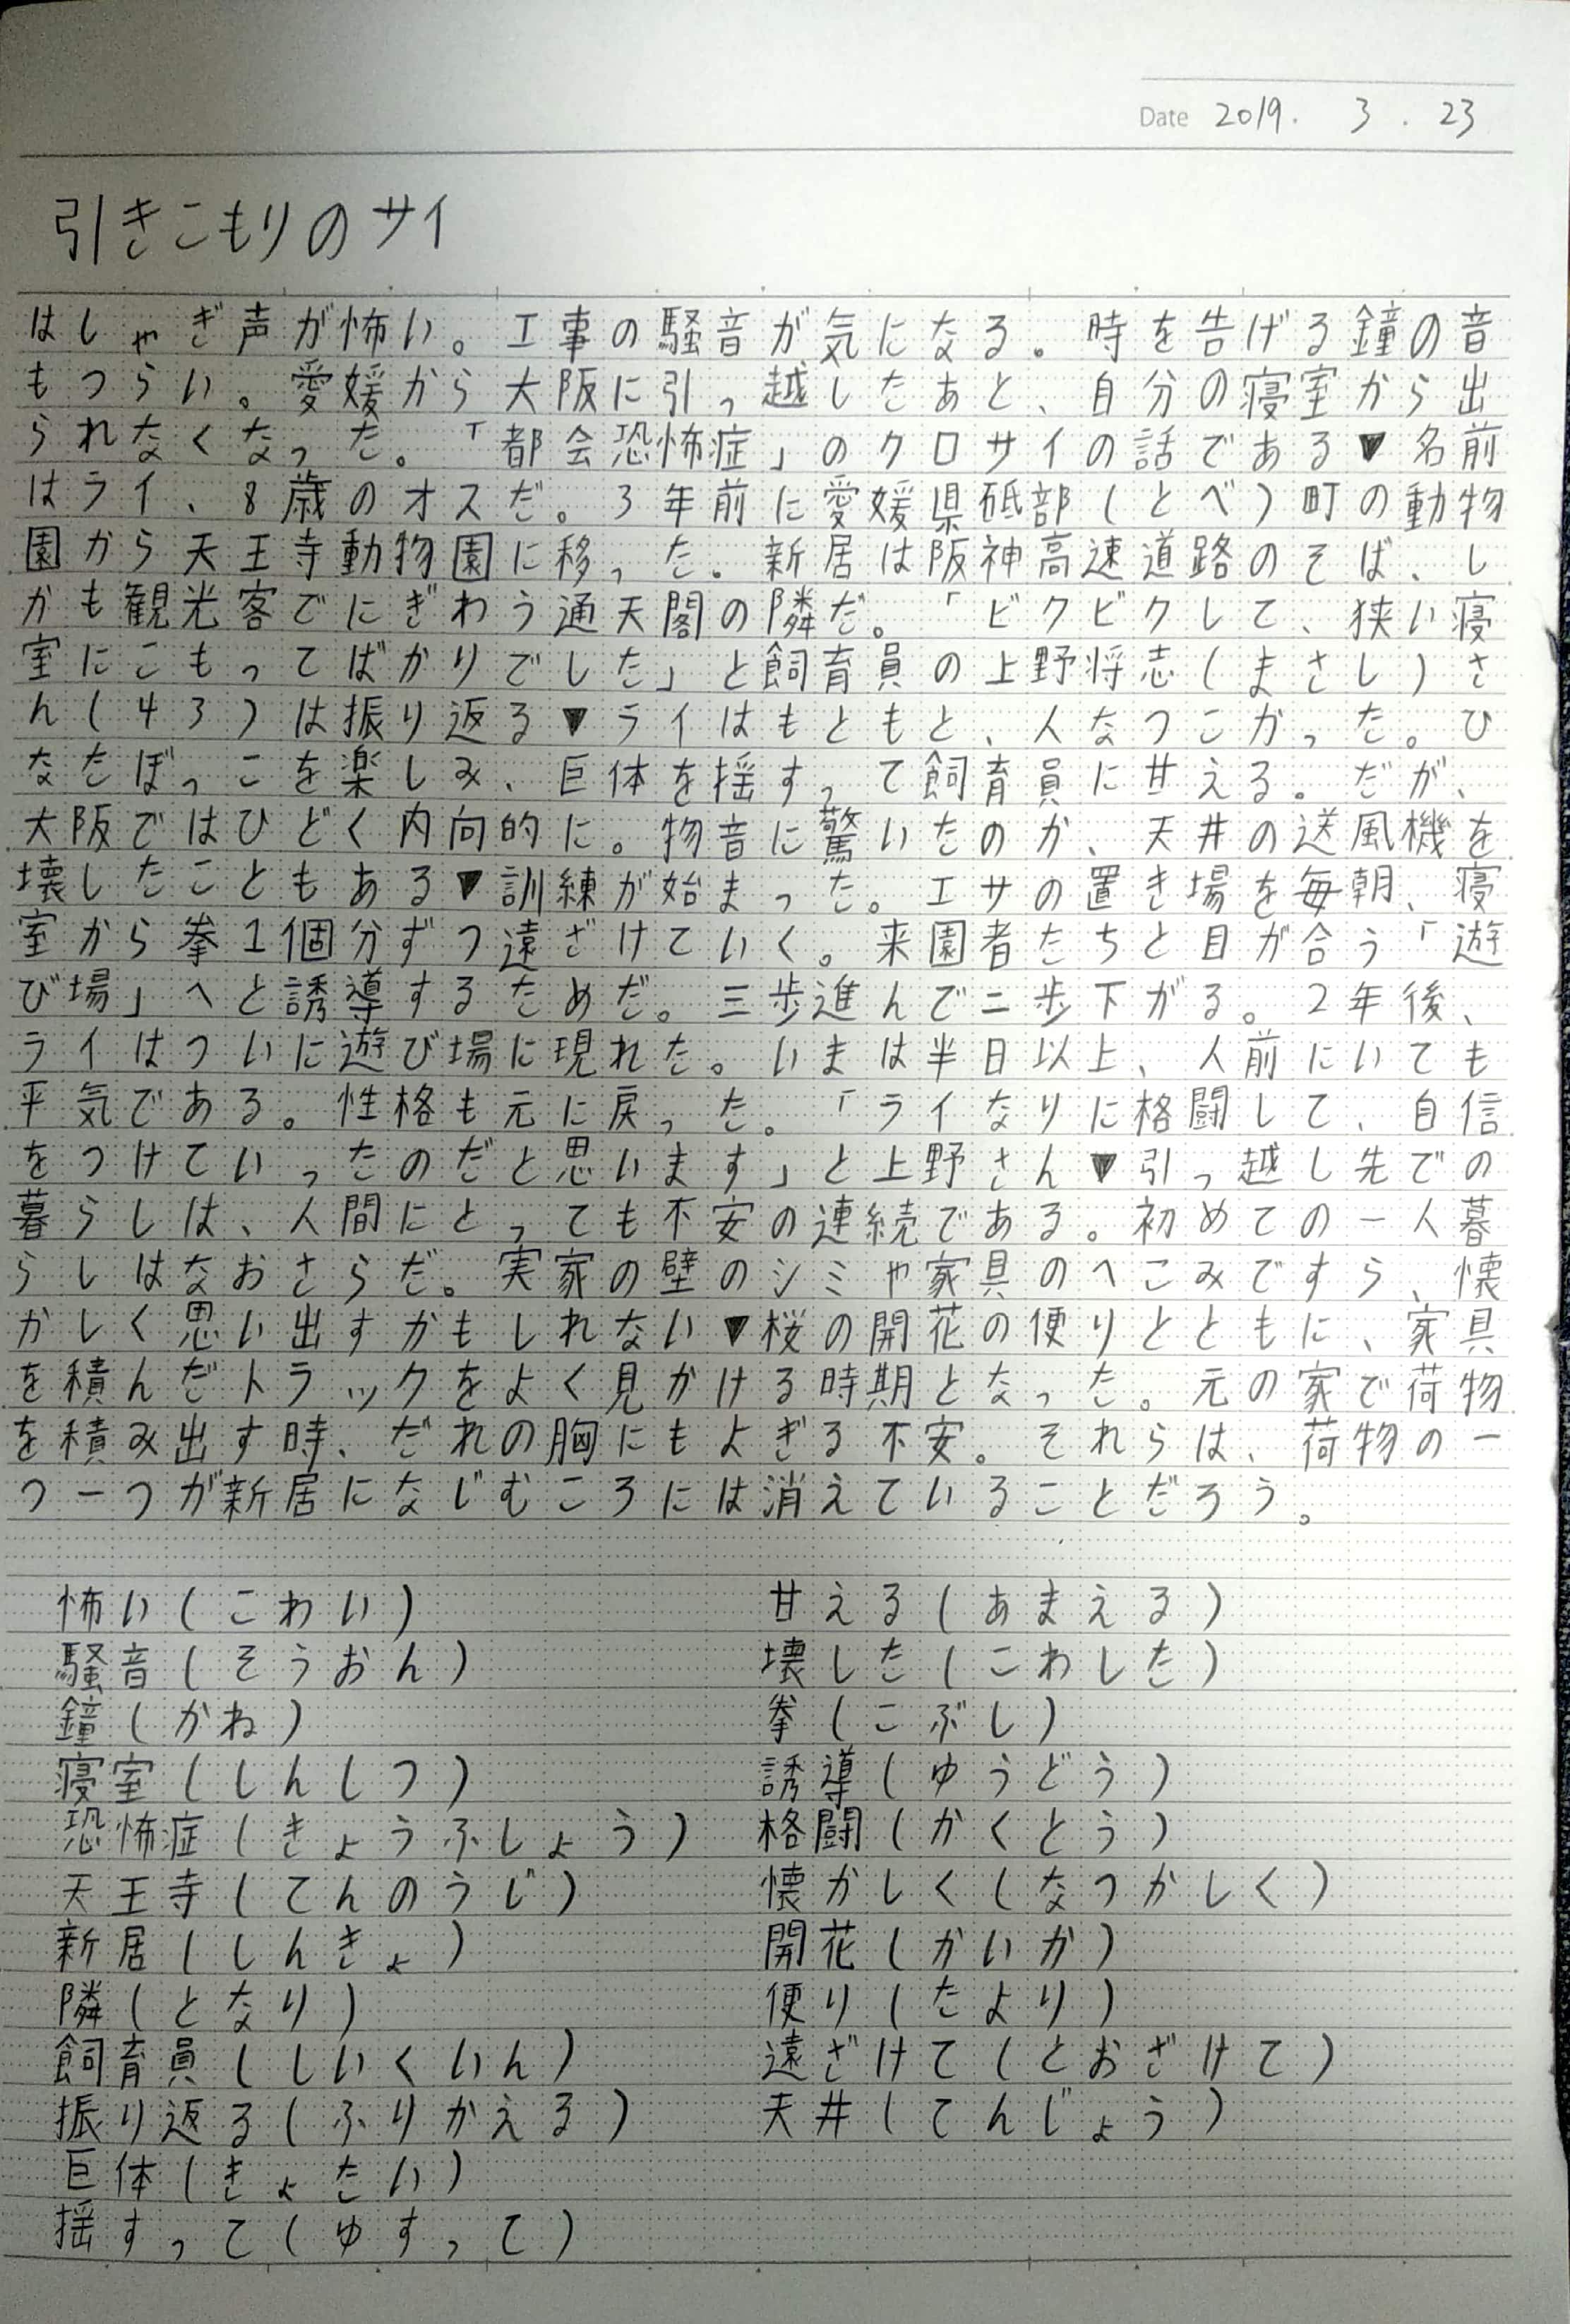 Date 2019. 3. 23
引きこもりのサイ
はしゃぎ声が怖い。工事の騒音が気になる。時を告げる鐘の音
もつらい。愛媛から大阪に引っ越したあと、自分の寝室から出
られなくなった。「都会恐怖症」のクロサイの話である▼名前
はライ、8歳のオスだ。3年前に愛媛県砥部(とべ)町の動物
園から天王寺動物園に移った。新居は阪神高速道路のそば、し
かも観光客でにぎわう通天閣の隣だ。「ビクビクして、狭い寝
室にこもってばかりでした」と飼育員の上野将志(まさし)さ
ん(43)は振り返る▼ライはもともと、人なつこかった。ひ
なたぼっこを楽しみ、巨体を揺すって飼育員に甘える。だが、
大阪ではひどく内向的に。物音に驚いたのか、天井の送風機を
壊したこともある▼訓練が始まった。エサの置き場を毎朝、寝
室から拳1個分ずつ遠ざけていく。来園者たちと目が合う「遊
び場」へと誘導するためだ。三歩進んで二歩下がる。2年後、
ライはついに遊び場に現れた。いまは半日以上、人前にいても
平気である。性格も元に戻った。「ライなりに格闘して、自信
をつけていったのだと思います」と上野さん▼引っ越し先での
暮らしは、人間にとっても不安の連続である。初めての一人暮
らしはなおさらだ。実家の壁のシミや家具のへこみですら、懐
かしく思い出すかもしれない▼桜の開花の便りとともに、家具
を積んだトラックをよく見かける時期となった。元の家で荷物
を積み出す時、だれの胸にもよぎる不安。それらは、荷物の一
つ一つが新居になじむころには消えていることだろう。
怖い(こわい)
騒音(そうおん)
鐘(かね)
寝室(しんしつ)
恐怖症(きょうふしょう)
天王寺(てんのうじ)
新居(しんきょ)
隣(となり)
飼育員(しいくいん)
振り返る(ふりかえる)
巨体(きょたい)
揺すって(ゆすって)
甘える(あまえる)
壊した(こわした)
拳(こぶし)
誘導(ゆうどう)
格闘(かくとう)
懐かしく(なつかしく)
開花(かいか)
便り(たより)
遠ざけて(とおざけて)
天井(てんじょう)